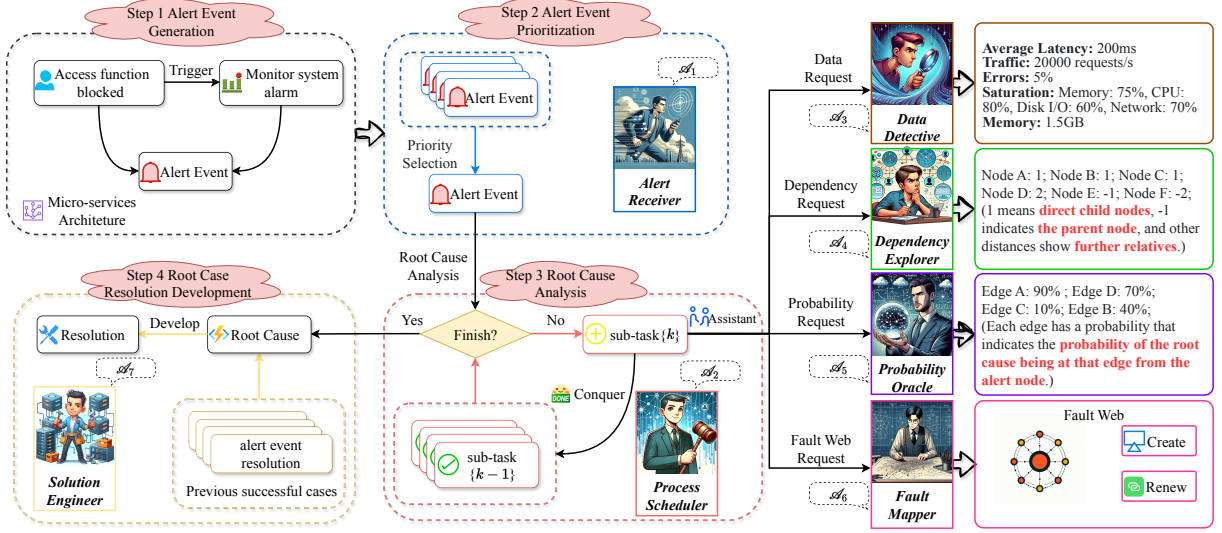 Step 1 Alert Event
Generation
Access function
blocked
Trigger
Monitor system
alarm
Alert Event
Micro-services
Architeture
Step 2 Alert Event
Prioritization
Alert Event
Priority
Selection
Alert Event
𝒜1
Alert
Receiver
Root Cause
Analysis
Step 3 Root Cause
Analysis
Finish?
Yes
No
sub-task{k}
Assistant
𝒜2
Conquer
DONE
sub-task
{k − 1}
Process
Scheduler
Step 4 Root Case
Resolution Development
Resolution
Develop
Root Cause
𝒜7
Solution
Engineer
alert event
resolution
Previous successful cases
Data
Request
𝒜3
Data
Detective
Average Latency: 200ms
Traffic: 20000 requests/s
Errors: 5%
Saturation: Memory: 75%, CPU:
80%, Disk I/O: 60%, Network: 70%
Memory: 1.5GB
Dependency
Request
𝒜4
Dependency
Explorer
Node A: 1; Node B: 1; Node C: 1;
Node D: 2; Node E: -1; Node F: -2;
(1 means direct child nodes, -1
indicates the parent node, and other
distances show further relatives.)
Probability
Request
𝒜5
Probability
Oracle
Edge A: 90% ; Edge D: 70%;
Edge C: 10%; Edge B: 40%;
(Each edge has a probability that
indicates the probability of the root
cause being at that edge from the
alert node.)
Fault Web
Request
𝒜6
Fault
Mapper
Fault Web
Create
Renew